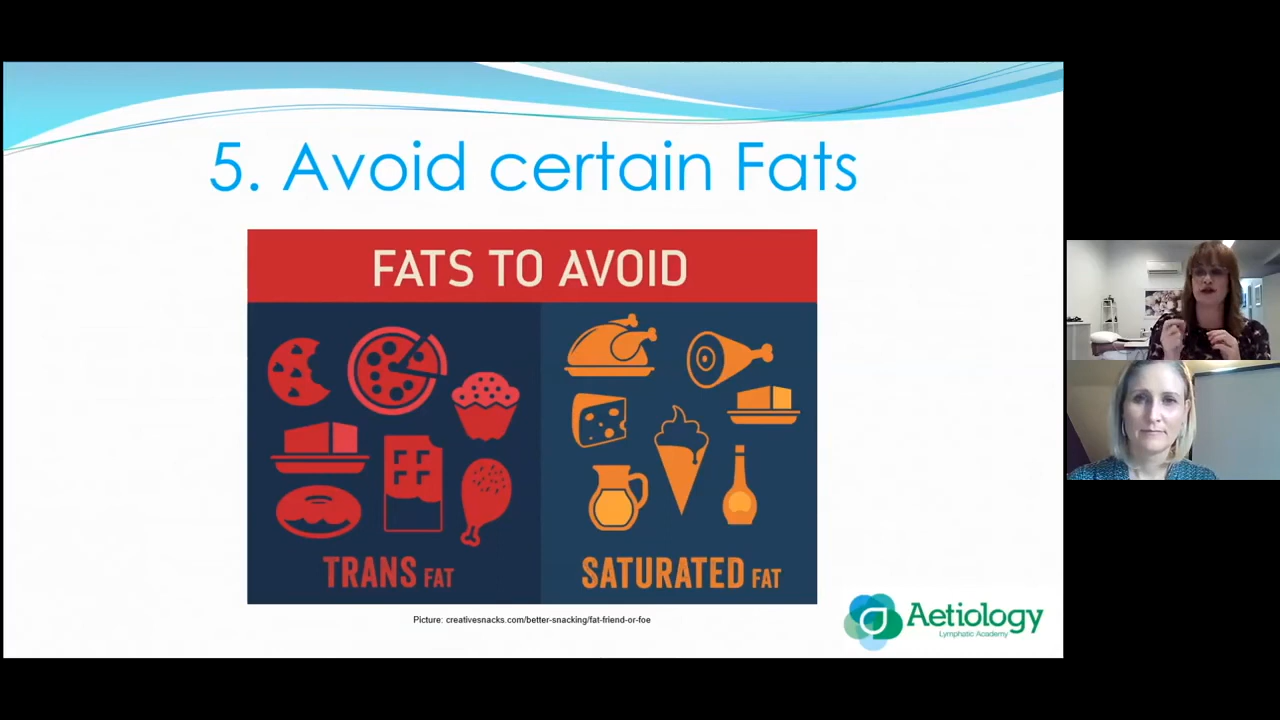 5. Avoid certain Fats
FATS TO AVOID
TRANS FAT
SATURATED FAT
Picture: creativesnacks.com/better-snacking/fat-friend-or-foe
Aetiology
Lymphatic Academy